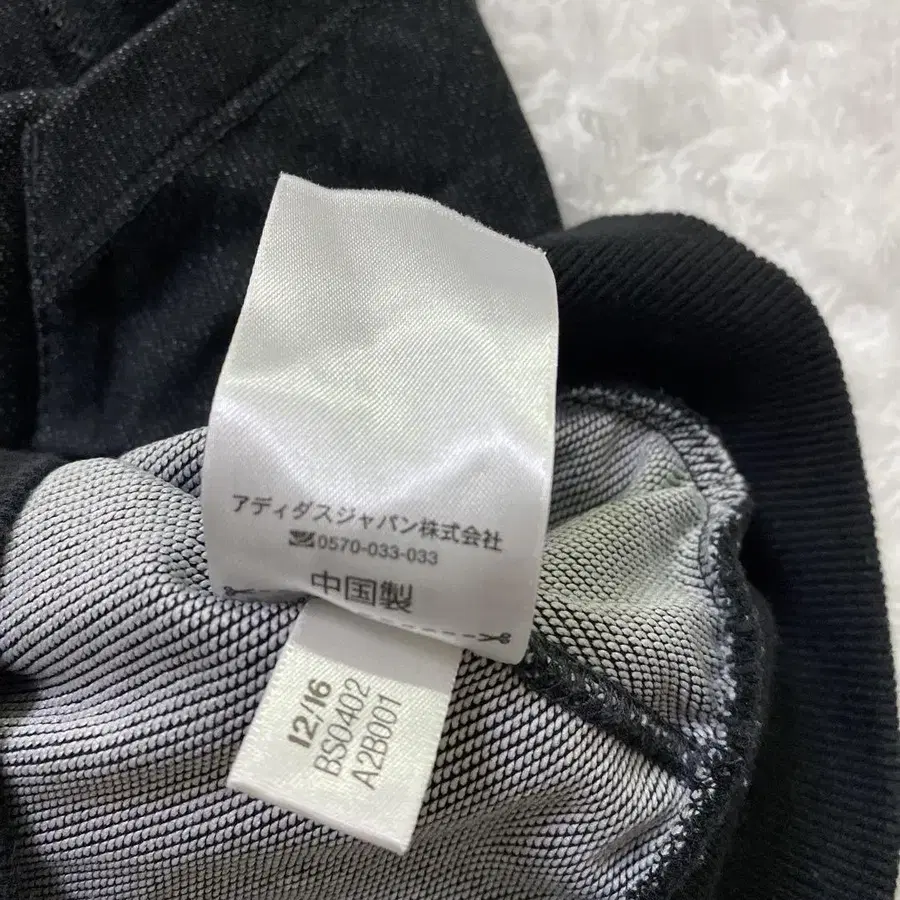 アディダスジャパン株式会社
0570-033-033
中国製
12/16
BS0402
A2B001